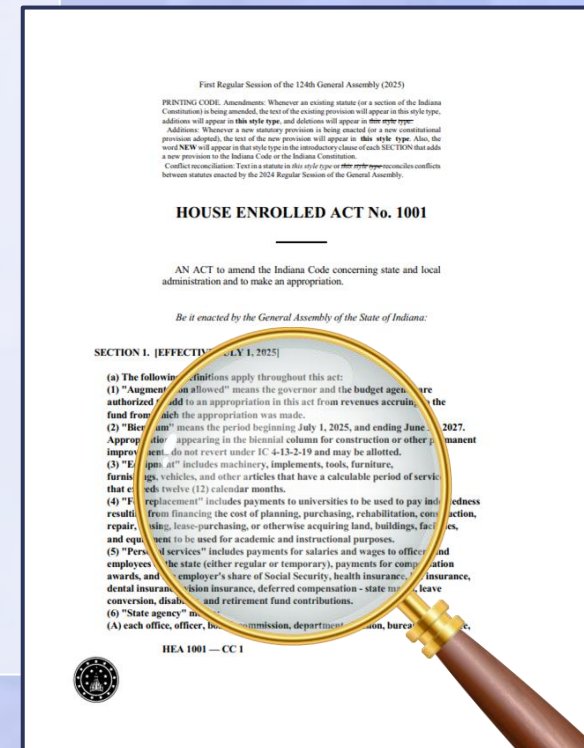 First Regular Session of the 124th General Assembly (2025)
PRINTING CODE. Amendments: Whenever an existing statute (or a section of the Indiana
Constitution) is being amended, the text of the existing provision will appear in this style type,
additions will appear in this style type, and deletions will appear in this style type.
Additions: Whenever a new statutory provision is being enacted (or a new constitutional
provision adopted), the text of the new provision will appear in this style type. Also, the
word NEW will appear in that style type in the introductory clause of each SECTION that adds
a new provision to the Indiana Code or the Indiana Constitution.
Conflict reconciliation: Text in a statute in this style type or this style type reconciles conflicts
between statutes enacted by the 2024 Regular Session of the General Assembly.
HOUSE ENROLLED ACT No. 1001
AN ACT to amend the Indiana Code concerning state and local
administration and to make an appropriation.
Be it enacted by the General Assembly of the State of Indiana:
SECTION 1. [EFFECTIVE JULY 1, 2025]
(a) The following definitions apply throughout this act:
(1) "Augmentation allowed" means the governor and the budget agency are
authorized to add to an appropriation in this act from revenues accruing to the
fund from which the appropriation was made.
(2) "Biennium" means the period beginning July 1, 2025, and ending June 2027.
Appropriations appearing in the biennial column for construction or other permanent
improvements do not revert under IC 4-13-2-19 and may be allotted.
(3) "Equipment" includes machinery, implements, tools, furniture,
furnishings, vehicles, and other articles that have a calculable period of service
that exceeds twelve (12) calendar months.
(4) "Fee replacement" includes payments to universities to be used to pay indebtedness
resulting from financing the cost of planning, purchasing, rehabilitation, construction,
repair, leasing, lease-purchasing, or otherwise acquiring land, buildings, facilities,
and equipment to be used for academic and instructional purposes.
(5) "Personal services" includes payments for salaries and wages to officers and
employees of the state (either regular or temporary), payments for compensation
awards, and the employer's share of Social Security, health insurance, life insurance,
dental insurance, vision insurance, deferred compensation - state match, leave
conversion, disability, and retirement fund contributions.
(6) "State agency" means:
(A) each office, officer, board, commission, department, division, bureau,
HEA 1001 — CC 1